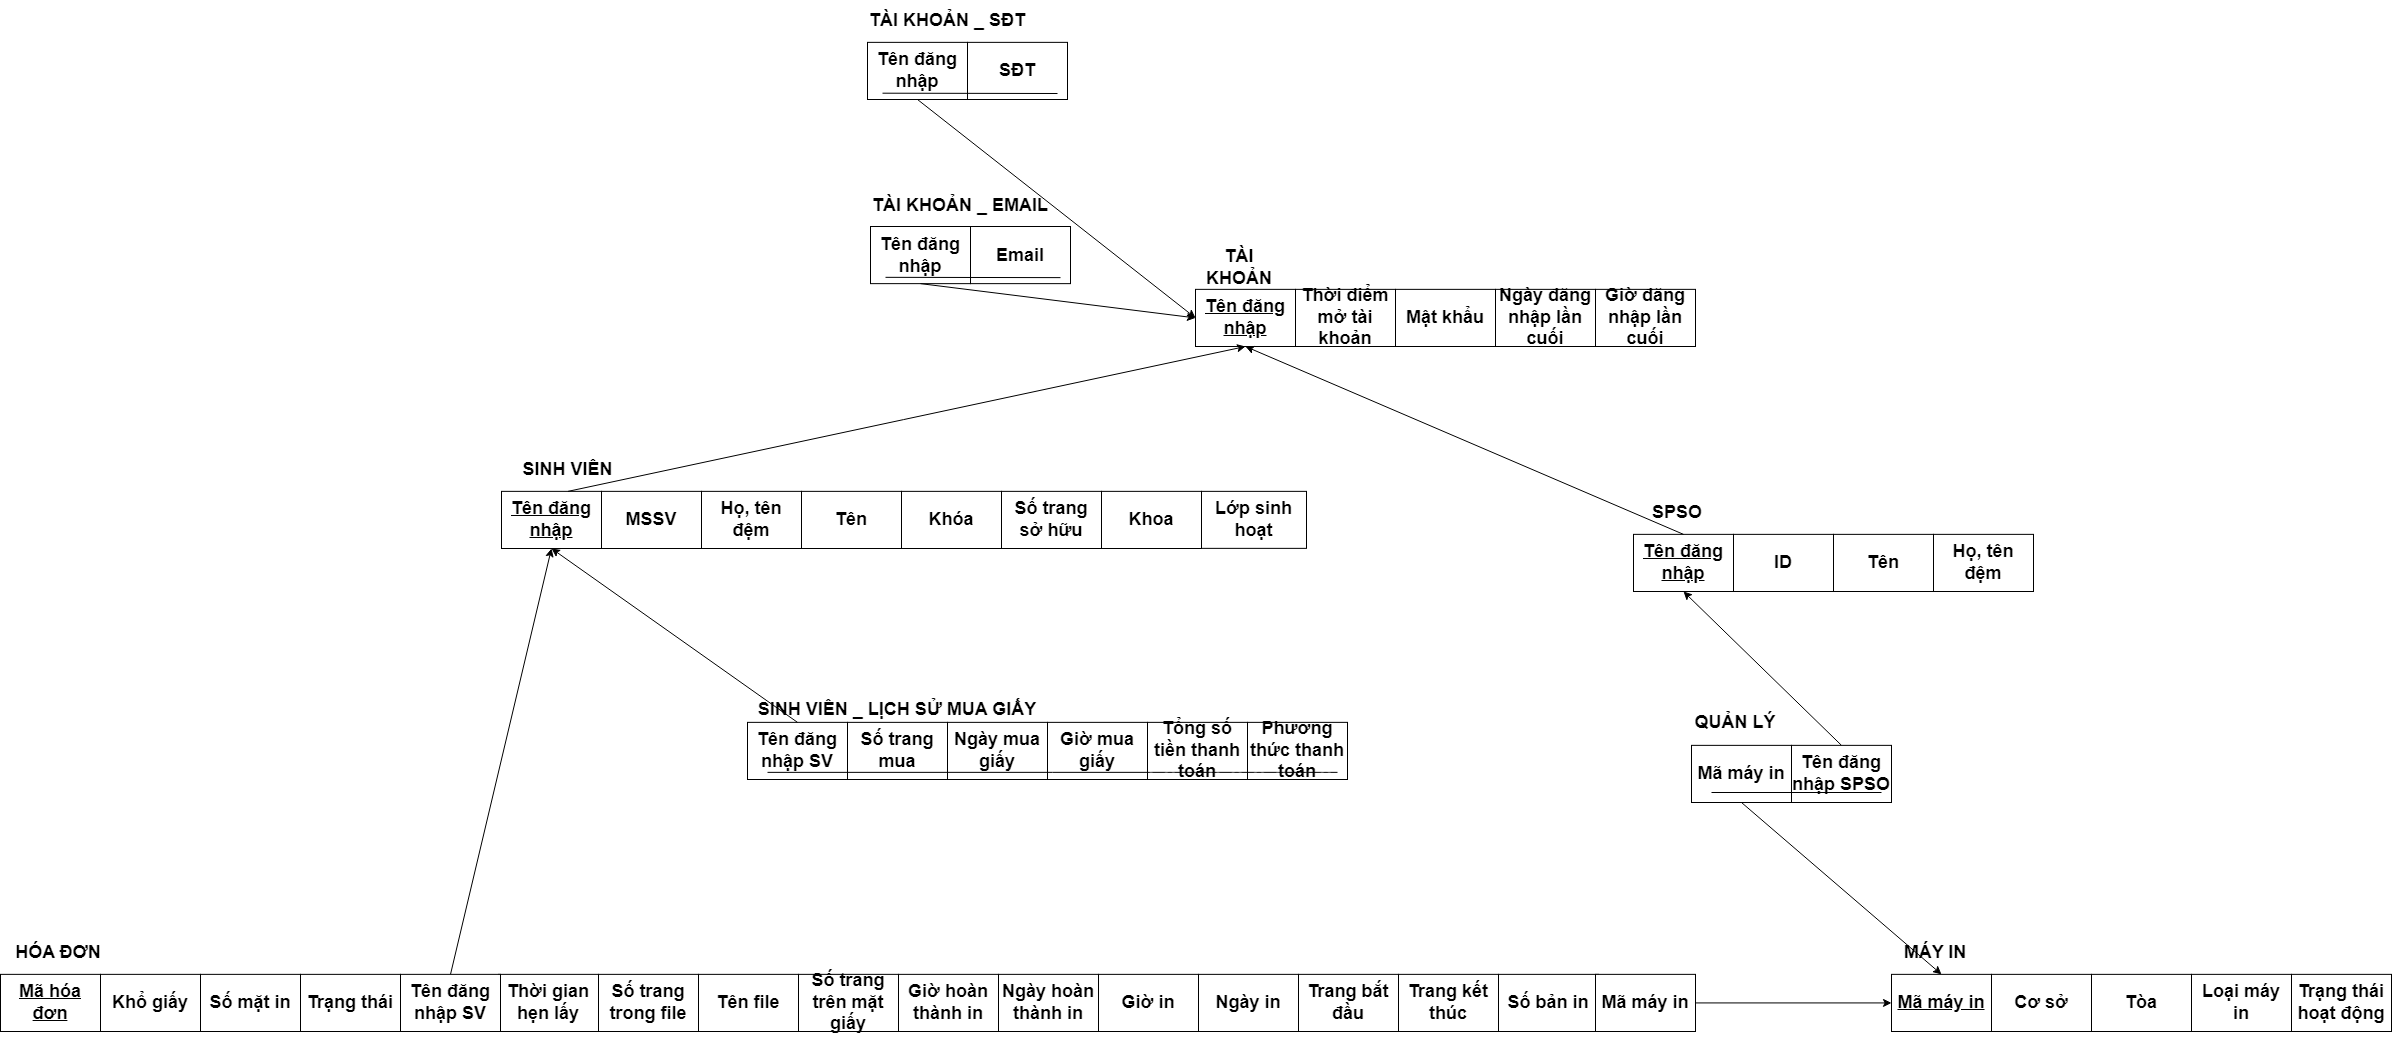 TÀI KHOẢN _ SĐT
Tên đăng
nhập
SĐT
TÀI KHOẢN _ EMAIL
Tên đăng
nhập
Email
TÀI
KHOẢN
Tên đăng
nhập
Thời điểm
mở tài
khoản
Mật khẩu
Ngày đăng
nhập lần
cuối
Giờ đăng
nhập lần
cuối
SINH VIÊN
Tên đăng
nhập
MSSV
Họ, tên
đệm
Tên
Khóa
Số trang
sở hữu
Khoa
Lớp sinh
hoạt
SPSO
Tên đăng
nhập
ID
Tên
Họ, tên
đệm
SINH VIÊN _ LỊCH SỬ MUA GIẤY
Tên đăng
nhập SV
Số trang
mua
Ngày mua
giấy
Giờ mua
giấy
Tổng số
tiền thanh
toán
Phương
thức thanh
toán
QUẢN LÝ
Mã máy in
Tên đăng
nhập SPSO
HÓA ĐƠN
Mã hóa
đơn
Khổ giấy
Số mặt in
Trạng thái
Tên đăng
nhập SV
Thời gian
hẹn lấy
Số trang
trong file
Tên file
Số trang
trên mặt
giấy
Giờ hoàn
thành in
Ngày hoàn
thành in
Giờ in
Ngày in
Trang bắt
đầu
Trang kết
thúc
Số bản in
Mã máy in
MÁY IN
Mã máy in
Cơ sở
Tòa
Loại máy
in
Trạng thái
hoạt động